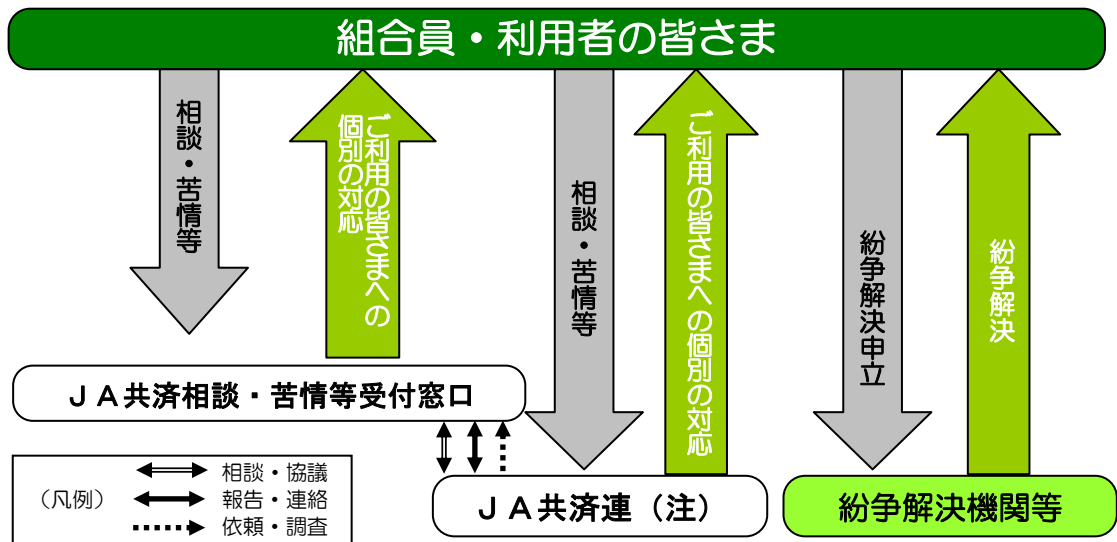 組合員・利用者の皆さま
相談・苦情等
ご利用の皆さまへの
個別の対応
相談・苦情等
ご利用の皆さまへの個別の対応
紛争解決申立
紛争解決
ＪＡ共済相談・苦情等受付窓口
（凡例）
相談・協議
報告・連絡
依頼・調査
ＪＡ共済連（注）
紛争解決機関等